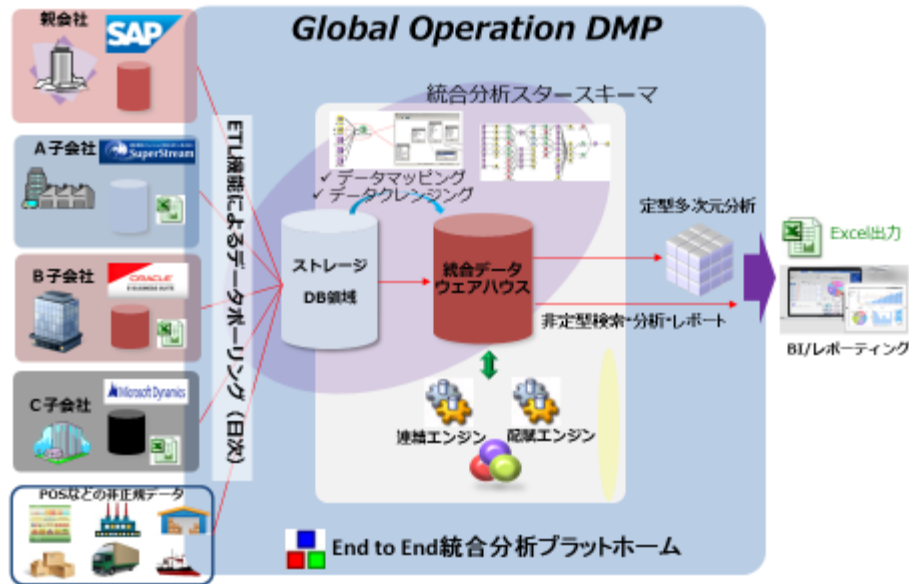 Global Operation DMP
親会社
SAP
A子会社
SuperStream
B子会社
ORACLE
E-BUSINESS SUITE
C子会社
Microsoft Dynamics
POSなどの非正規データ
ETL機能によるデータポーリング（日次）
統合分析スタースキーマ
✓ データマッピング
✓ データクレンジング
ストレージ
DB領域
統合データ
ウェアハウス
連結エンジン
配賦エンジン
定型多次元分析
非定型検索・分析・レポート
Excel出力
BI/レポーティング
End to End統合分析プラットホーム